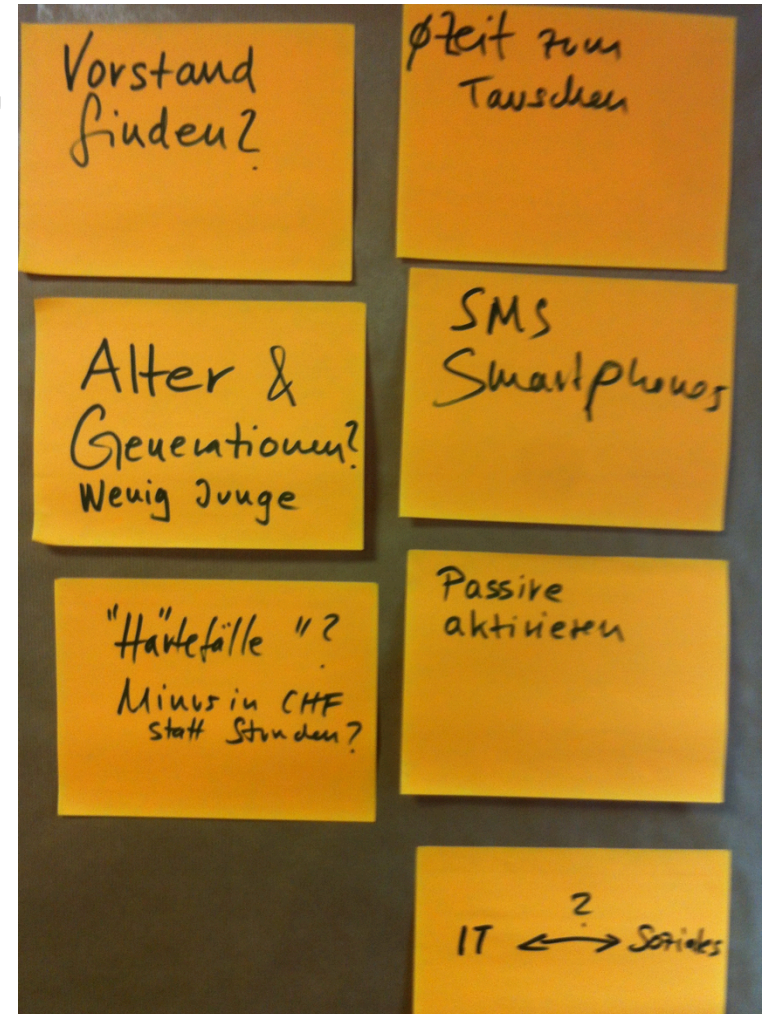 Vorstand
finden?
Alter &
Generationen?
Wenig Junge
"Härtefälle"?
Minus in CHF
statt Stunden?
ØZeit zum
Tauschen
SMS
Smartphones
Passive
aktivieren
?
IT ↔ Soziales